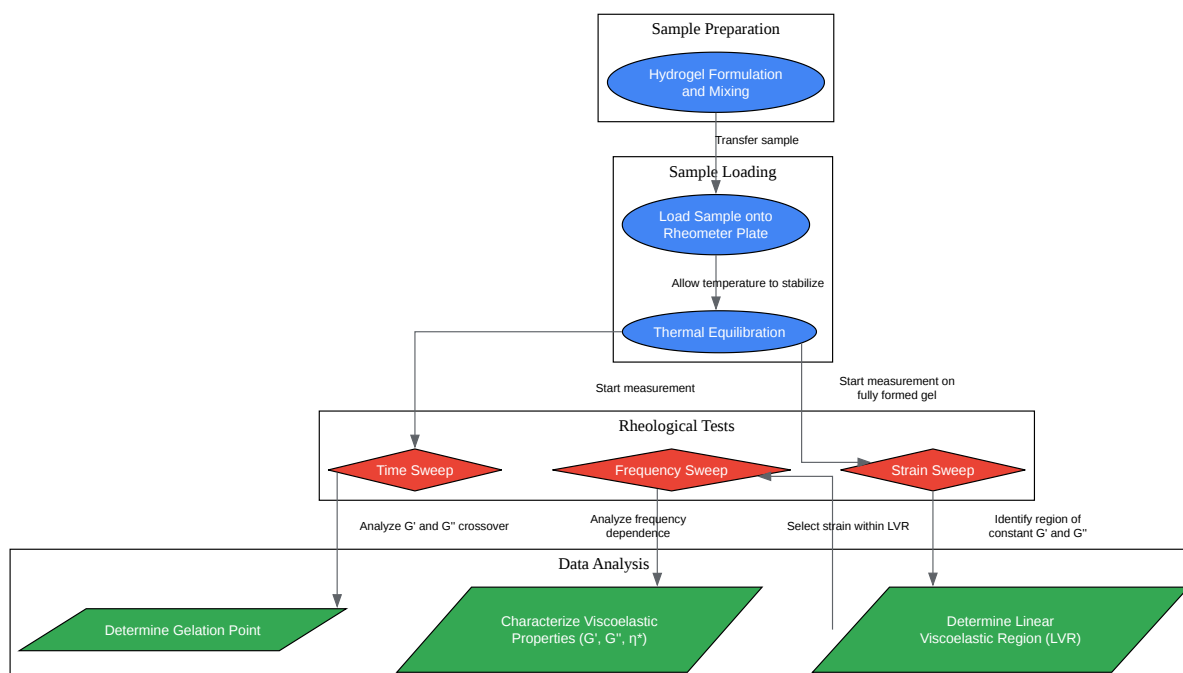 Sample Preparation
Hydrogel Formulation
and Mixing
Transfer sample
Sample Loading
Load Sample onto
Rheometer Plate
Allow temperature to stabilize
Thermal Equilibration
Start measurement
Start measurement on
fully formed gel
Rheological Tests
Time Sweep
Frequency Sweep
Strain Sweep
Analyze G' and G" crossover
Analyze frequency
dependence
Select strain within LVR
Identify region of
constant G' and G"
Data Analysis
Determine Gelation Point
Characterize Viscoelastic
Properties (G', G", η*)
Determine Linear
Viscoelastic Region (LVR)